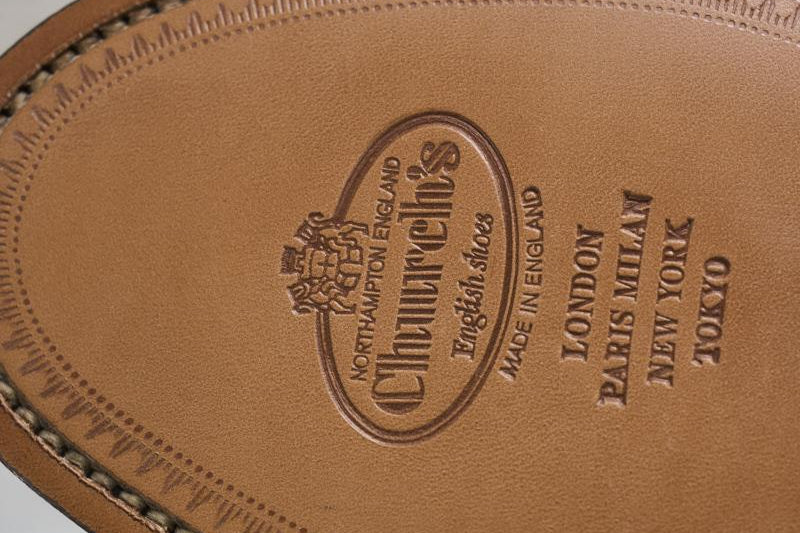 NORTHAMPTON ENGLAND
Church's
English shoes
MADE IN ENGLAND
LONDON
PARIS MILAN
NEW YORK
TOKYO